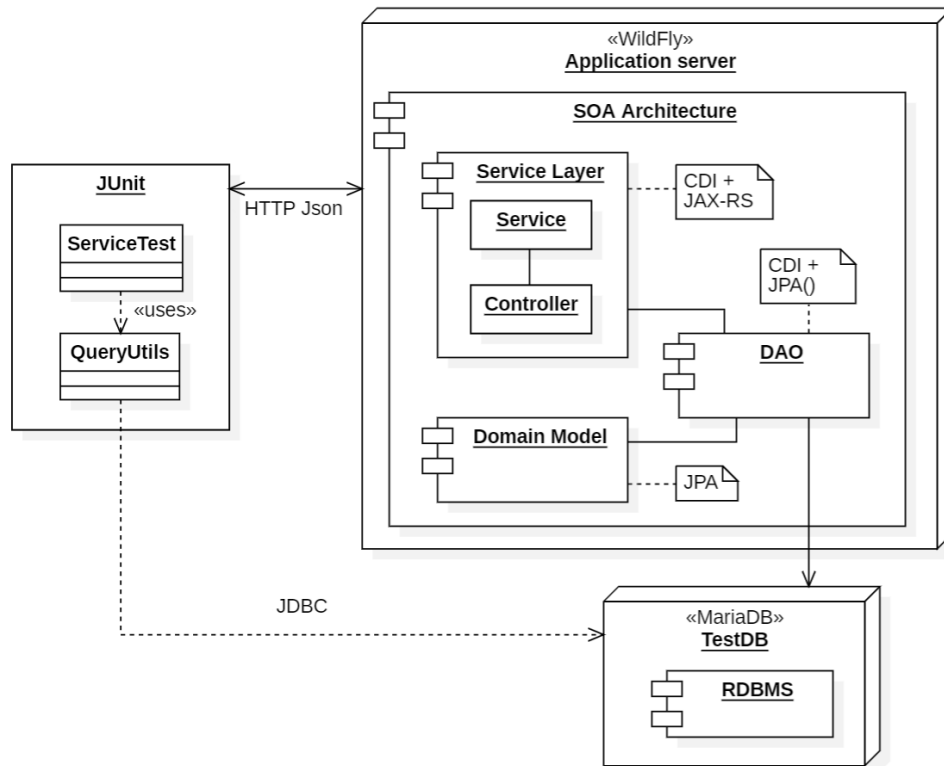 «WildFly»
Application server
SOA Architecture
JUnit
ServiceTest
«uses»
QueryUtils
HTTP Json
Service Layer
Service
Controller
CDI +
JAX-RS
CDI +
JPA()
DAO
Domain Model
JPA
JDBC
«MariaDB»
TestDB
RDBMS